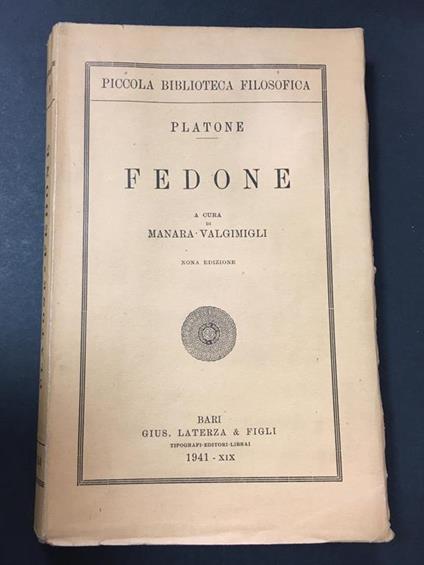 PICCOLA BIBLIOTECA FILOSOFICA
PLATONE
FEDONE
A CURA
DI
MANARA VALGIMIGLI
NONA EDIZIONE
BARI
GIUS. LATERZA & FIGLI
TIPOGRAFI-EDITORI-LIBRAI
1941 - XIX